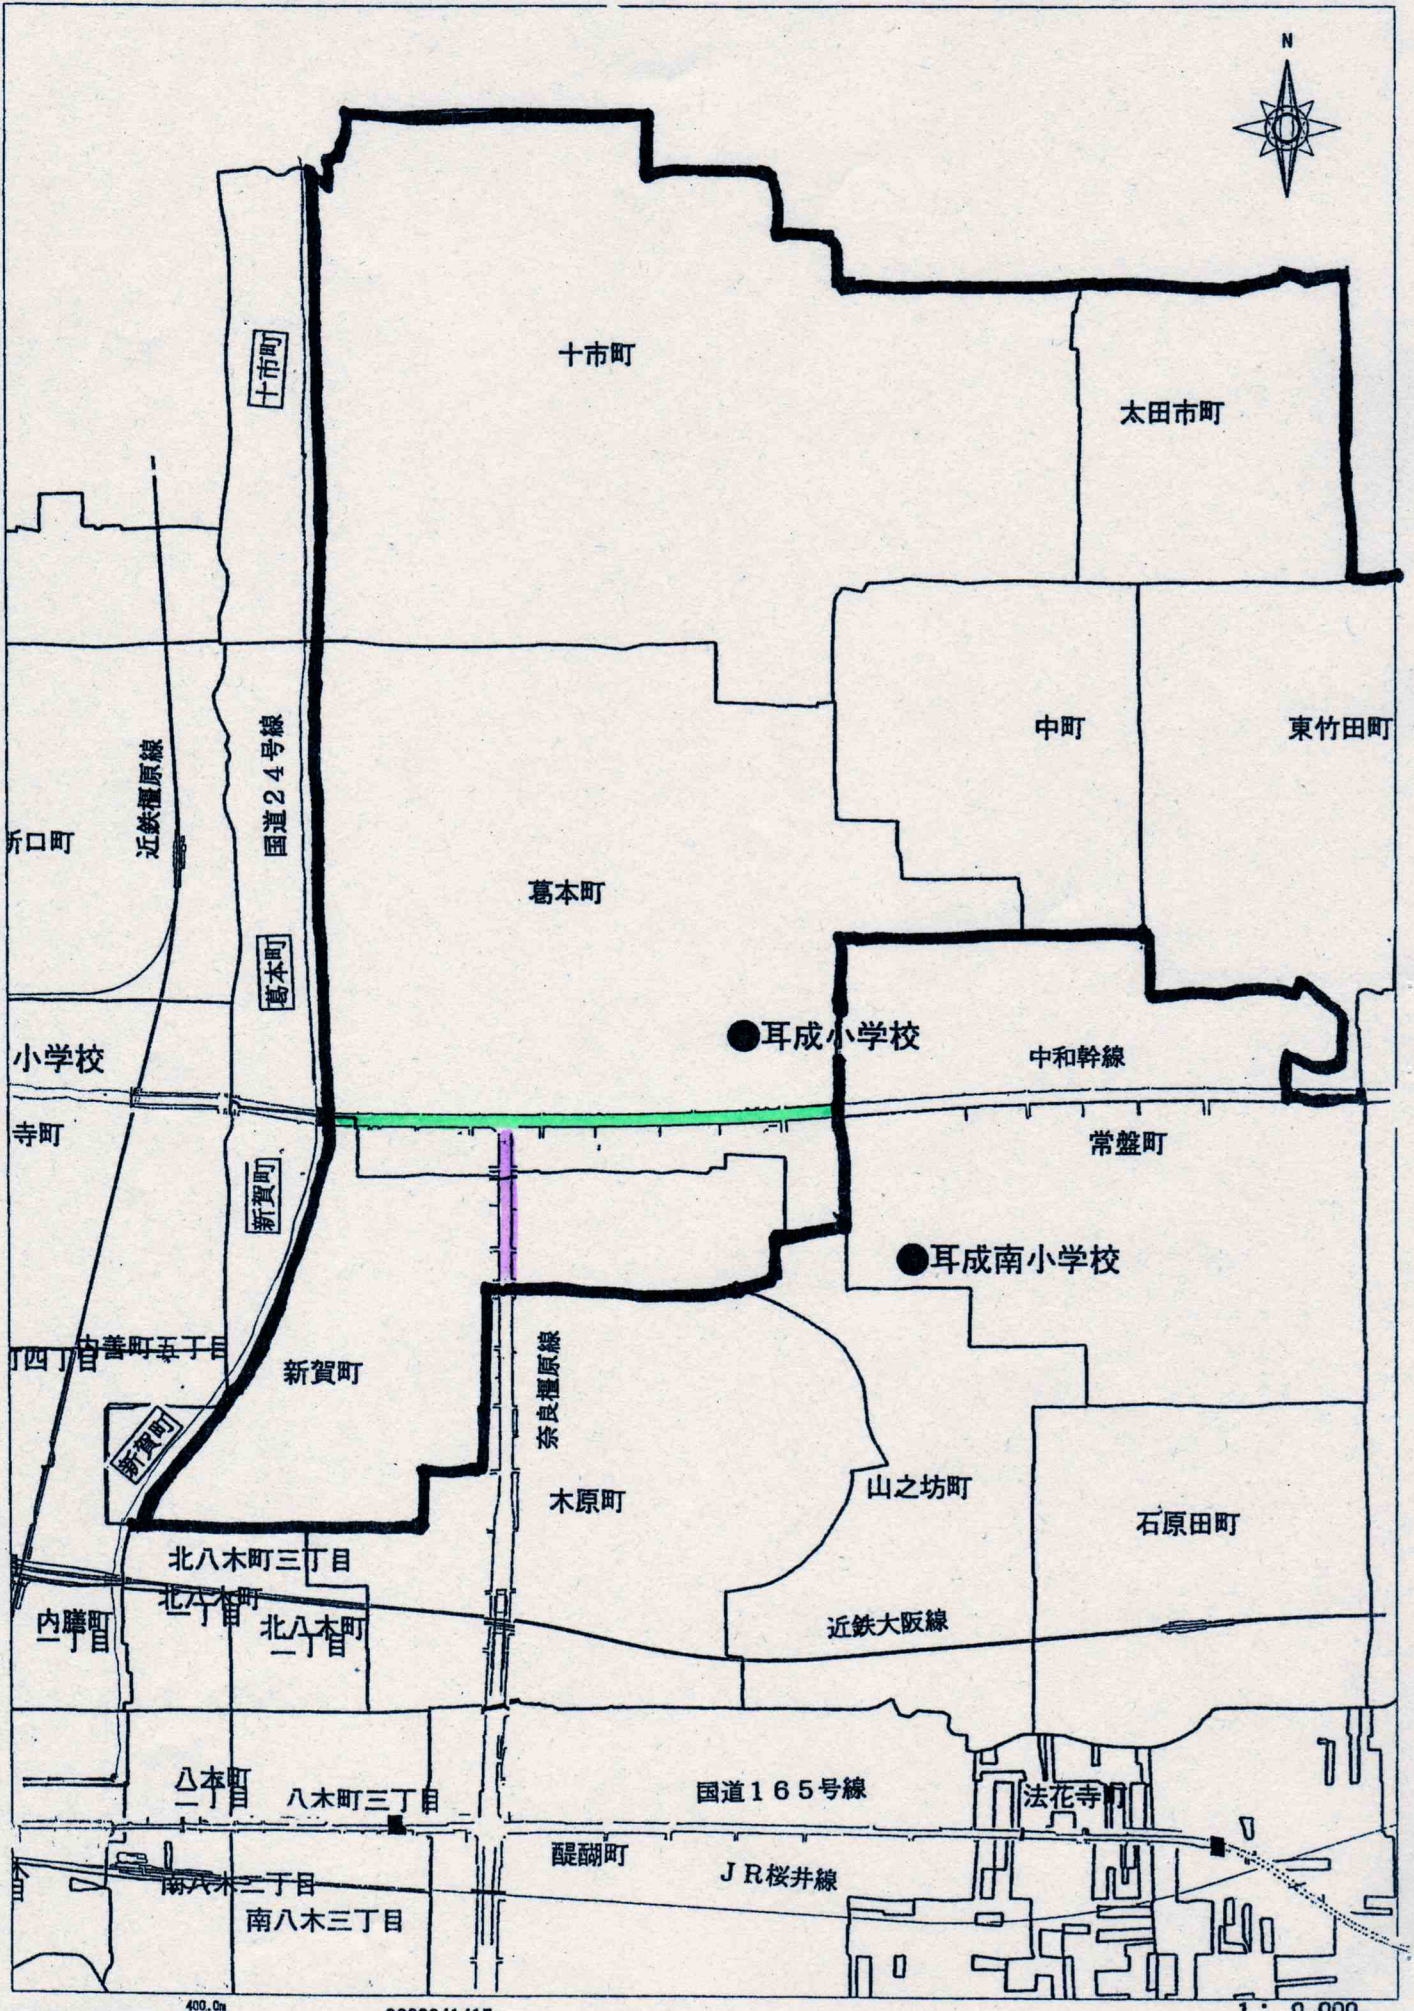 N
十市町
十市町
太田市町
中町
東竹田町
国道24号線
近鉄橿原線
新口町
葛本町
葛本町
●耳成小学校
小学校
中和幹線
寺町
常盤町
新賀町
●耳成南小学校
内善町五丁目
町四丁目
新賀町
奈良橿原線
新賀町
木原町
山之坊町
石原田町
北八木町三丁目
北八木町
北八木町
内膳町
近鉄大阪線
八木町
二丁目
八木町三丁目
国道165号線
法花寺町
醍醐町
JR桜井線
南八木二丁目
南八木三丁目
400.0m